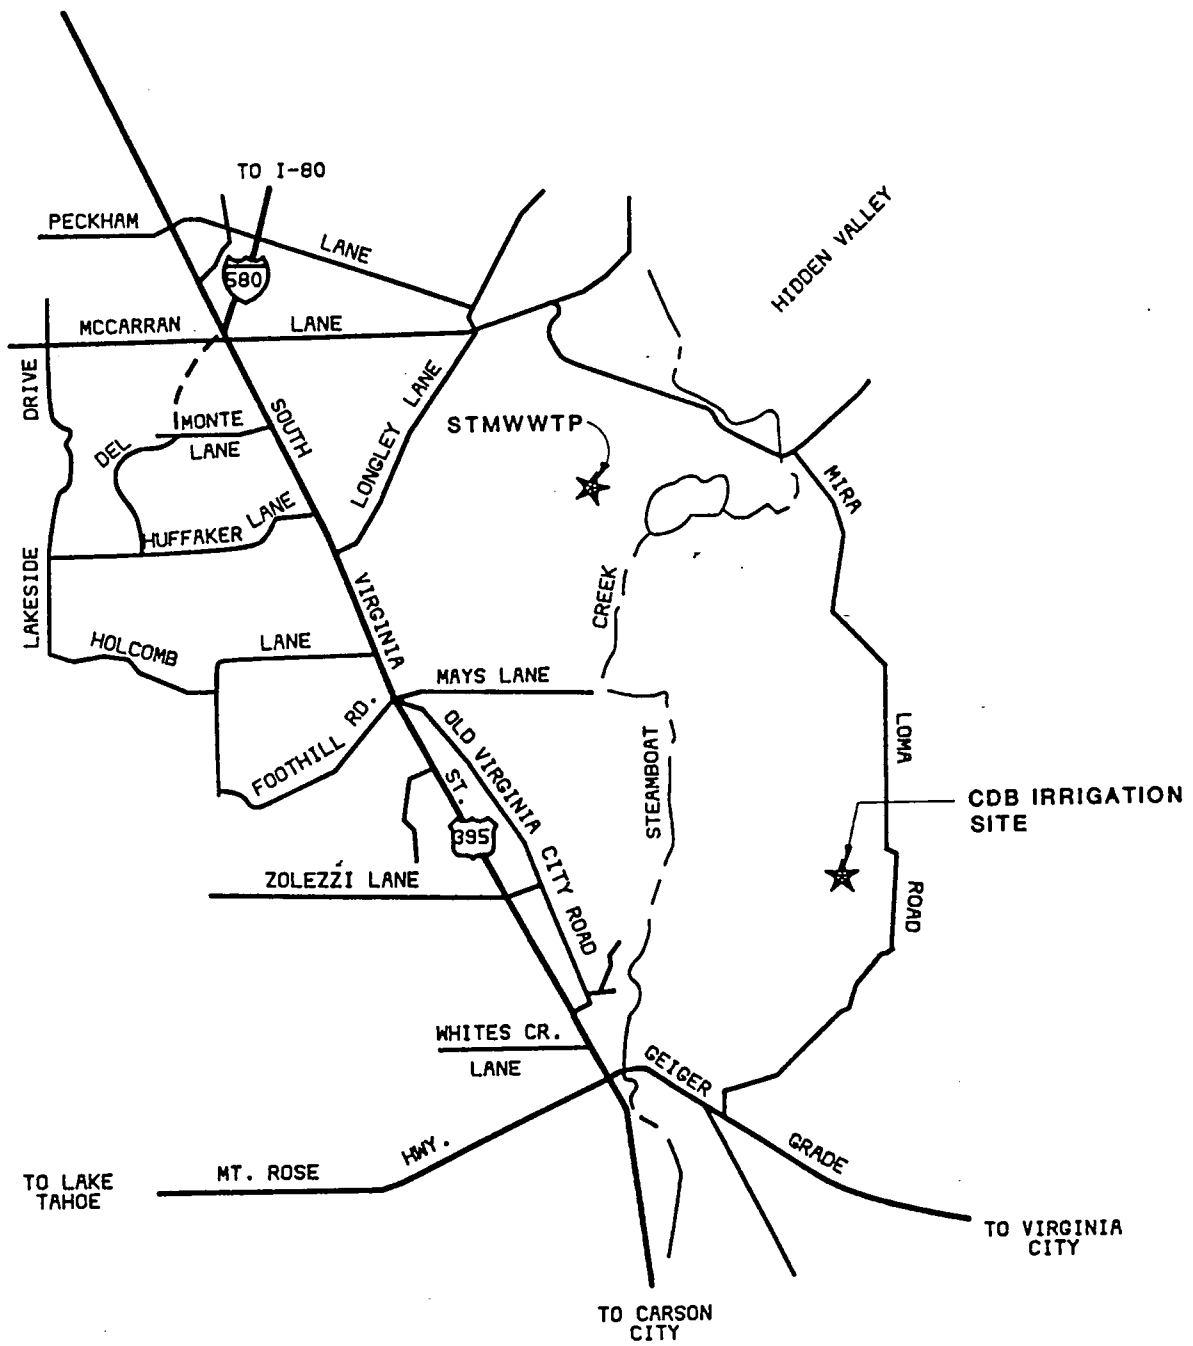 TO I-80
PECKHAM
LANE
HIDDEN VALLEY
580
MCCARRAN
LANE
DRIVE
LONGLEY LANE
SOUTH
MONTE
LANE
DEL
STMWWTP
MIRA
HUFFAKER LANE
LAKESIDE
CREEK
VIRGINIA
HOLCOMB
LANE
MAYS LANE
FOOTHILL RD.
OLD VIRGINIA CITY ROAD
LOMA
STEAMBOAT
ST.
395
CDB IRRIGATION
SITE
ZOLEZZI LANE
ROAD
WHITES CR.
LANE
GEIGER
GRADE
HWY.
MT. ROSE
TO LAKE
TAHOE
TO VIRGINIA
CITY
TO CARSON
CITY